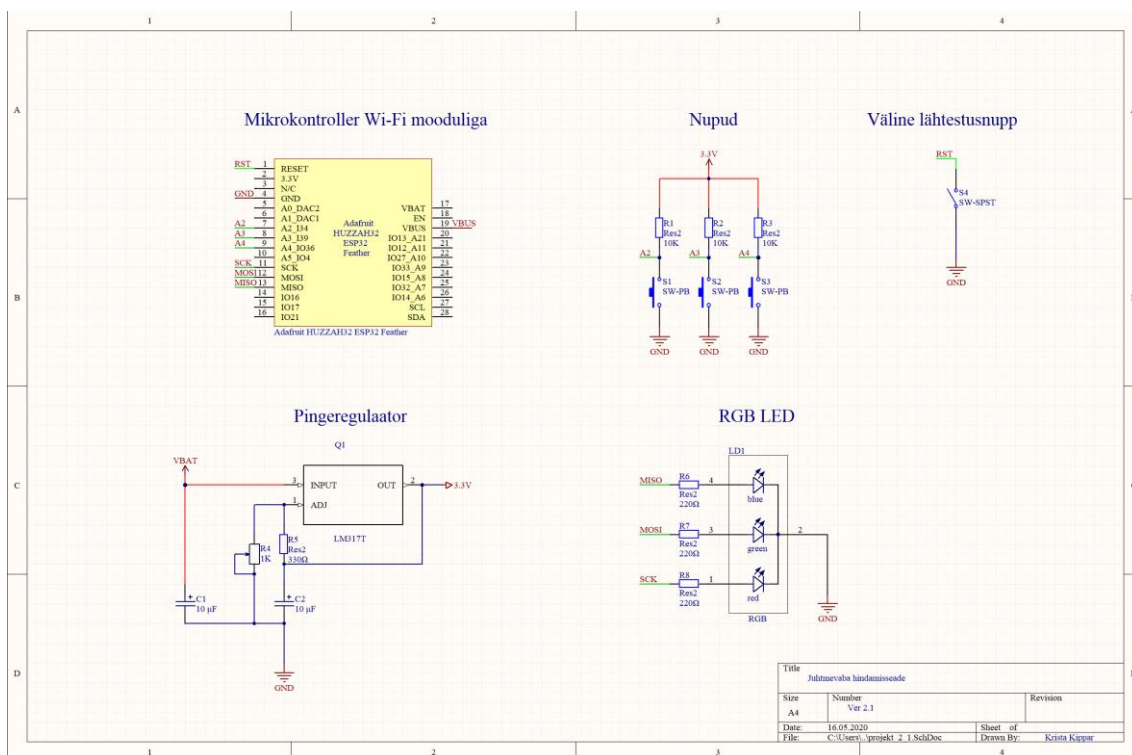 1 2 3 4
A
B
C
D
Mikrokontroller Wi-Fi mooduliga
RST 1 RESET
2 3.3V
3 N/C
GND 4 GND
5 A0_DAC2
6 A1_DAC1
A2 7 A2_I34
A3 8 A3_I39
A4 9 A4_IO36
10 A5_IO4
SCK 11 SCK
MOSI 12 MOSI
MISO 13 MISO
14 IO16
15 IO17
16 IO21
Adafruit
HUZZAH32
ESP32
Feather
VBAT 17
EN 18
VBUS 19 VBUS
IO13_A21 20
IO12_A11 21
IO27_A10 22
IO33_A9 23
IO15_A8 24
IO32_A7 25
IO14_A6 26
SCL 27
SDA 28
Adafruit HUZZAH32 ESP32 Feather
Nupud
3.3V
R1 R2 R3
Res2 Res2 Res2
10K 10K 10K
A2 A3 A4
S1 S2 S3
SW-PB SW-PB SW-PB
GND GND GND
Väline lähtestusnupp
RST
S4
SW-SPST
GND
Pingeregulaator
Q1
VBAT
3 INPUT OUT 2 3.3V
1 ADJ
LM317T
R4
1K
R5
Res2
330Ω
C1
10 µF
C2
10 µF
GND
RGB LED
LD1
MISO R6 4
Res2
220Ω
blue
MOSI R7 3 2
Res2
220Ω
green
SCK R8 1
Res2
220Ω
red
RGB
GND
Title
Juhtmevaba hindamisseade
Size Number Revision
A4 Ver 2.1
Date: 16.05.2020 Sheet of
File: C:\Users\..\projekt_2_1.SchDoc Drawn By: Krista Kippar
1 2 3 4